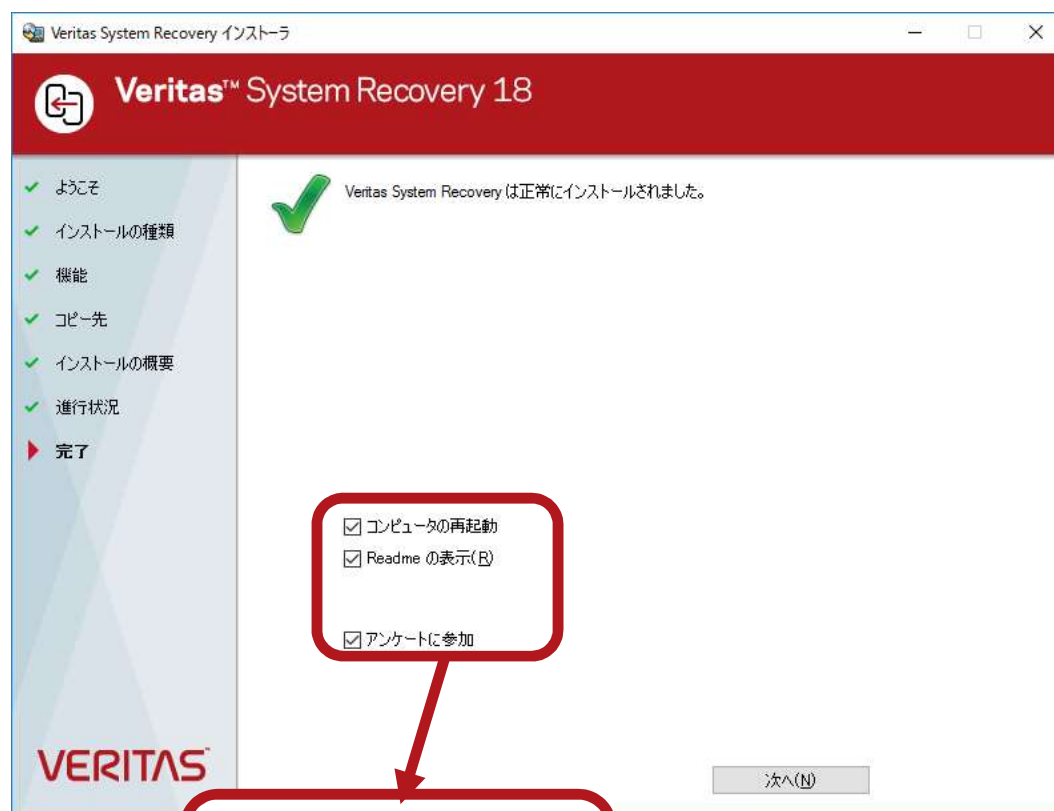 Veritas System Recovery インストーラ
Veritas™ System Recovery 18
ようこそ
インストールの種類
機能
コピー先
インストールの概要
進行状況
完了
Veritas System Recovery は正常にインストールされました。
コンピュータの再起動
Readme の表示(R)
アンケートに参加
VERITAS™
次へ(N)